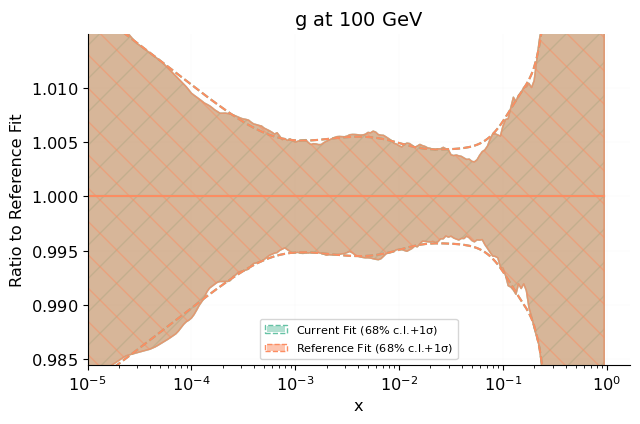 g at 100 GeV
Ratio to Reference Fit
1.010
1.005
1.000
0.995
0.990
0.985
Current Fit (68% c.l.+1σ)
Reference Fit (68% c.l.+1σ)
10⁻⁵ 10⁻⁴ 10⁻³ 10⁻² 10⁻¹ 10⁰
x